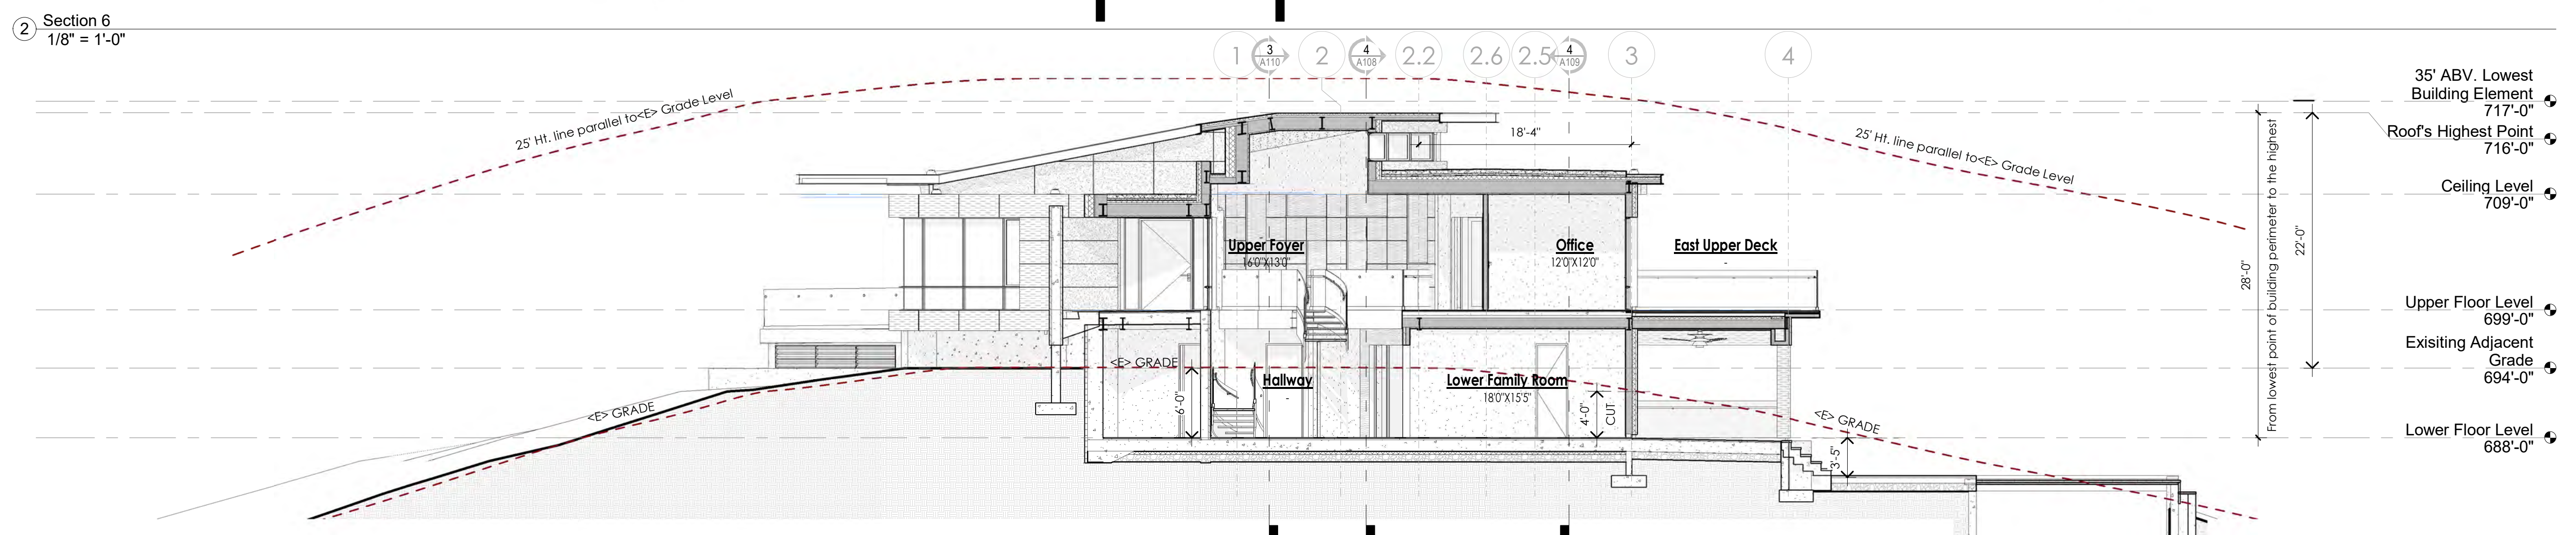 2
Section 6
1/8" = 1'-0"
1
3
A110
2
4
A108
2.2
2.6
2.5
4
A109
3
4
35' ABV. Lowest
Building Element
717'-0"
25' Ht. line parallel to<E> Grade Level
18'-4"
25' Ht. line parallel to<E> Grade Level
Roof's Highest Point
716'-0"
Ceiling Level
709'-0"
Upper Foyer
16'0"X13'0"
Office
12'0"X12'0"
East Upper Deck
-
28'-0"
From lowest point of building perimeter to the highest
22'-0"
Upper Floor Level
699'-0"
Exisiting Adjacent
Grade
694'-0"
<E> GRADE
<E> GRADE
6'-0"
Hallway
-
Lower Family Room
18'0"X15'5"
4'-0"
CUT
<E> GRADE
3'-5"
Lower Floor Level
688'-0"